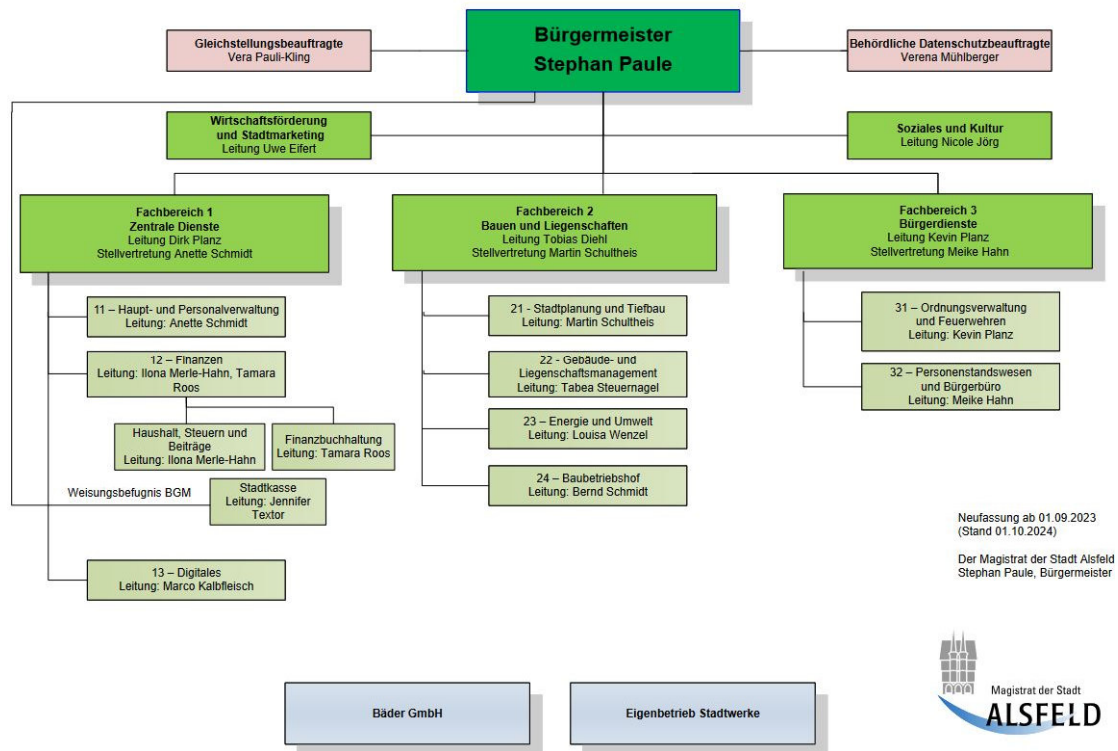 Gleichstellungsbeauftragte
Vera Pauli-Kling
Bürgermeister
Stephan Paule
Behördliche Datenschutzbeauftragte
Verena Mühlberger
Wirtschaftsförderung
und Stadtmarketing
Leitung Uwe Eifert
Soziales und Kultur
Leitung Nicole Jörg
Fachbereich 1
Zentrale Dienste
Leitung Dirk Planz
Stellvertretung Anette Schmidt
Fachbereich 2
Bauen und Liegenschaften
Leitung Tobias Diehl
Stellvertretung Martin Schultheis
Fachbereich 3
Bürgerdienste
Leitung Kevin Planz
Stellvertretung Meike Hahn
11 – Haupt- und Personalverwaltung
Leitung: Anette Schmidt
12 – Finanzen
Leitung: Ilona Merle-Hahn, Tamara
Roos
Haushalt, Steuern und
Beiträge
Leitung: Ilona Merle-Hahn
Finanzbuchhaltung
Leitung: Tamara Roos
Weisungsbefugnis BGM
Stadtkasse
Leitung: Jennifer
Textor
13 – Digitales
Leitung: Marco Kalbfleisch
21 - Stadtplanung und Tiefbau
Leitung: Martin Schultheis
22 - Gebäude- und
Liegenschaftsmanagement
Leitung: Tabea Steuernagel
23 – Energie und Umwelt
Leitung: Louisa Wenzel
24 – Baubetriebshof
Leitung: Bernd Schmidt
31 – Ordnungsverwaltung
und Feuerwehren
Leitung: Kevin Planz
32 – Personenstandswesen
und Bürgerbüro
Leitung: Meike Hahn
Neufassung ab 01.09.2023
(Stand 01.10.2024)
Der Magistrat der Stadt Alsfeld
Stephan Paule, Bürgermeister
Bäder GmbH
Eigenbetrieb Stadtwerke
Magistrat der Stadt
ALSFELD